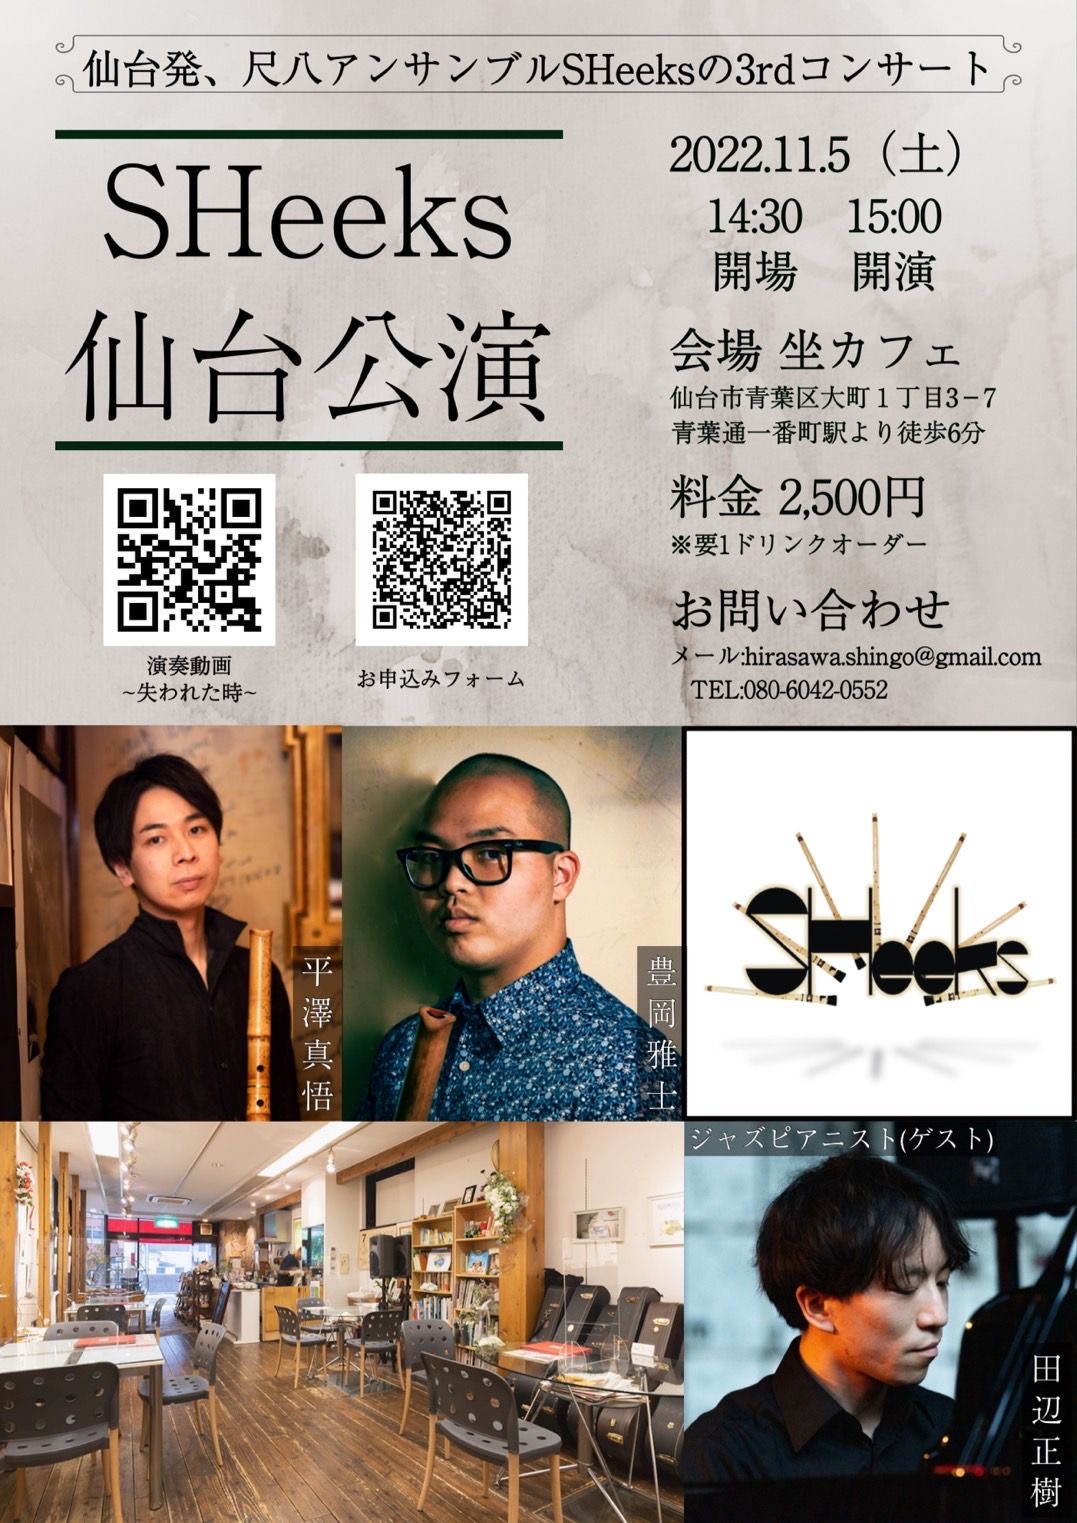 仙台発、尺八アンサンブルSHeeksの3rdコンサート
SHeeks
仙台公演
2022.11.5（土）
14:30 15:00
開場 開演
会場 坐カフェ
仙台市青葉区大町１丁目3−7
青葉通一番町駅より徒歩6分
料金 2,500円
※要1ドリンクオーダー
お問い合わせ
メール:hirasawa.shingo@gmail.com
TEL:080-6042-0552
演奏動画
~失われた時~
お申込みフォーム
平澤真悟
豊岡雅士
SHeeks
ジャズピアニスト(ゲスト)
田辺正樹